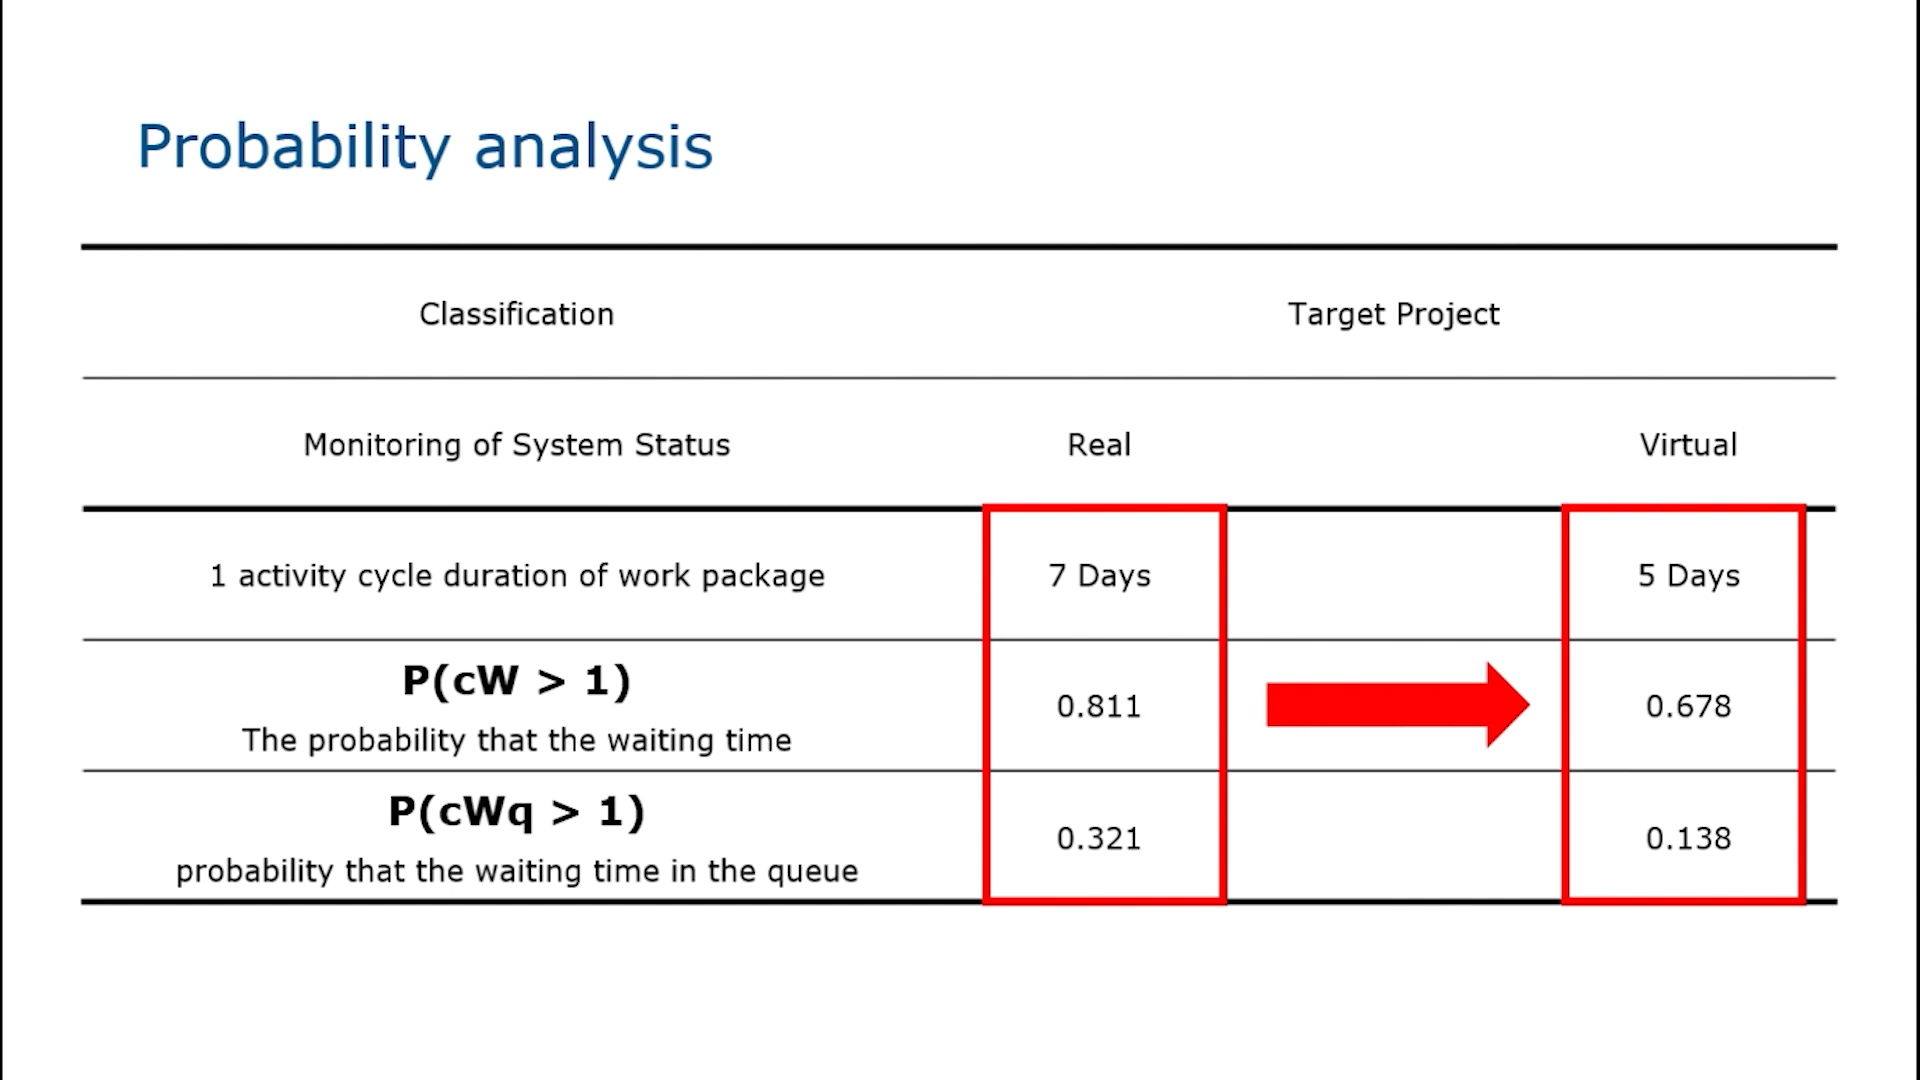 Probability analysis
Classification Target Project
Monitoring of System Status Real Virtual
1 activity cycle duration of work package 7 Days 5 Days
P(cW > 1)
The probability that the waiting time 0.811 0.678
P(cWq > 1)
probability that the waiting time in the queue 0.321 0.138